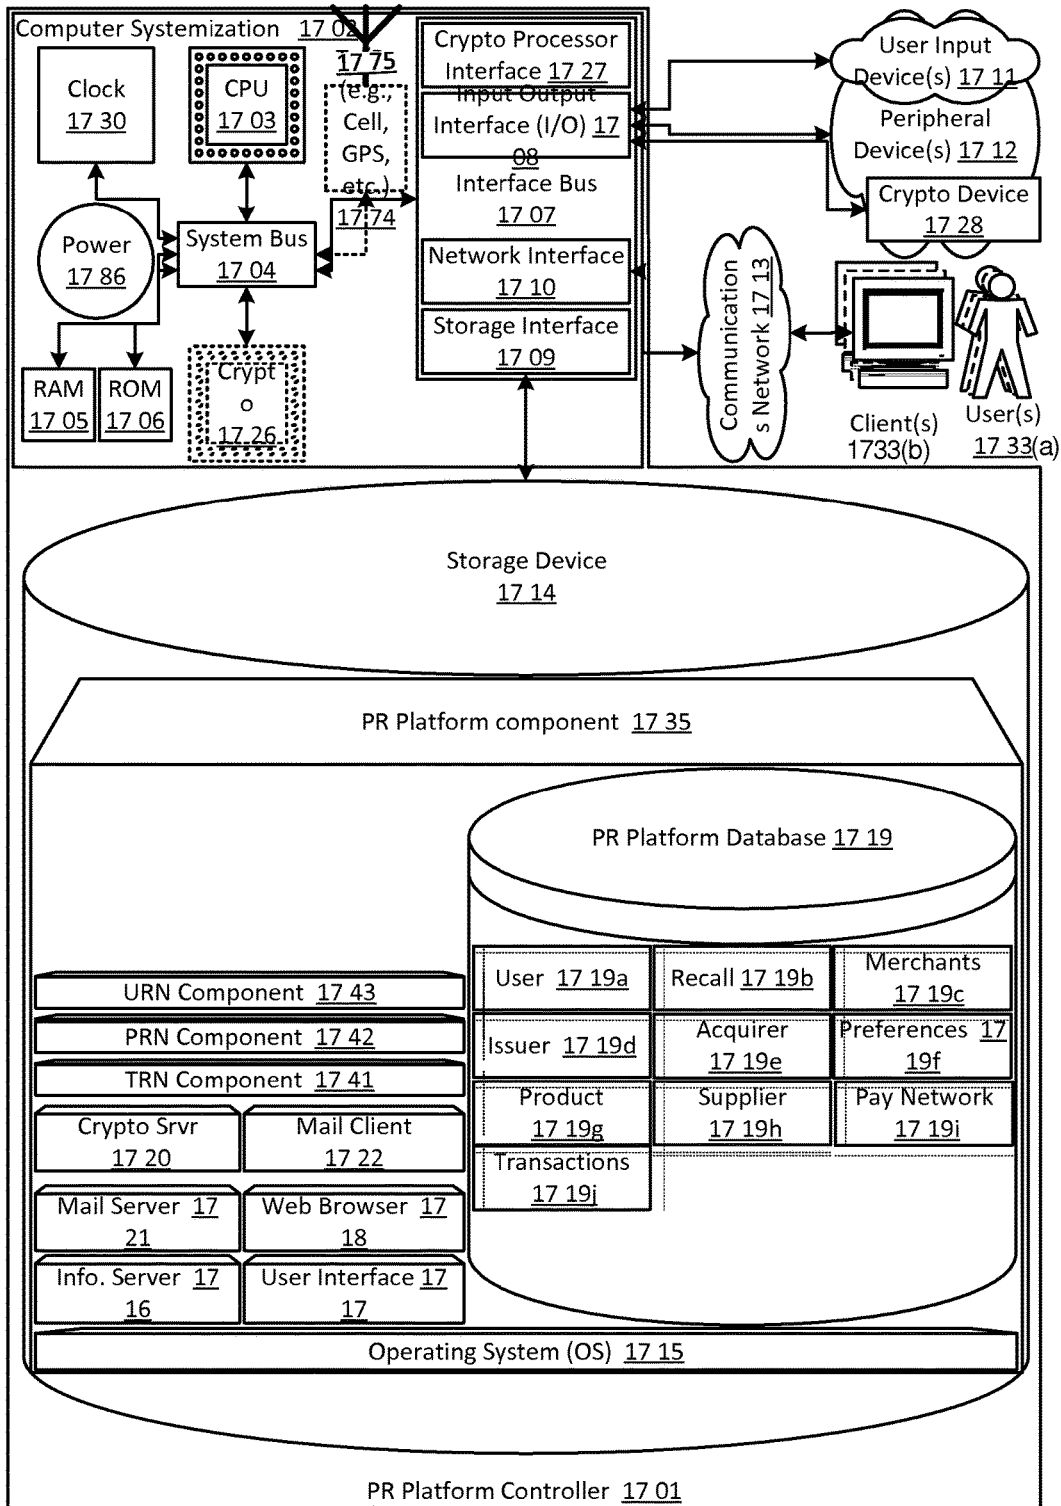 Computer Systemization 17 02
Clock
17 30
CPU
17 03
17 75
(e.g.,
Cell,
GPS,
etc.)
17 74
Crypto Processor
Interface 17 27
Input Output
Interface (I/O) 17
08
Interface Bus
17 07
Network Interface
17 10
Storage Interface
17 09
User Input
Device(s) 17 11
Peripheral
Device(s) 17 12
Crypto Device
17 28
Power
17 86
System Bus
17 04
RAM
17 05
ROM
17 06
Crypt
o
17 26
Communication
s Network 17 13
Client(s)
1733(b)
User(s)
17 33(a)
Storage Device
17 14
PR Platform component 17 35
PR Platform Database 17 19
User 17 19a
Recall 17 19b
Merchants
17 19c
Issuer 17 19d
Acquirer
17 19e
Preferences 17
19f
Product
17 19g
Supplier
17 19h
Pay Network
17 19i
Transactions
17 19j
URN Component 17 43
PRN Component 17 42
TRN Component 17 41
Crypto Srvr
17 20
Mail Client
17 22
Mail Server 17
21
Web Browser 17
18
Info. Server 17
16
User Interface 17
17
Operating System (OS) 17 15
PR Platform Controller 17 01